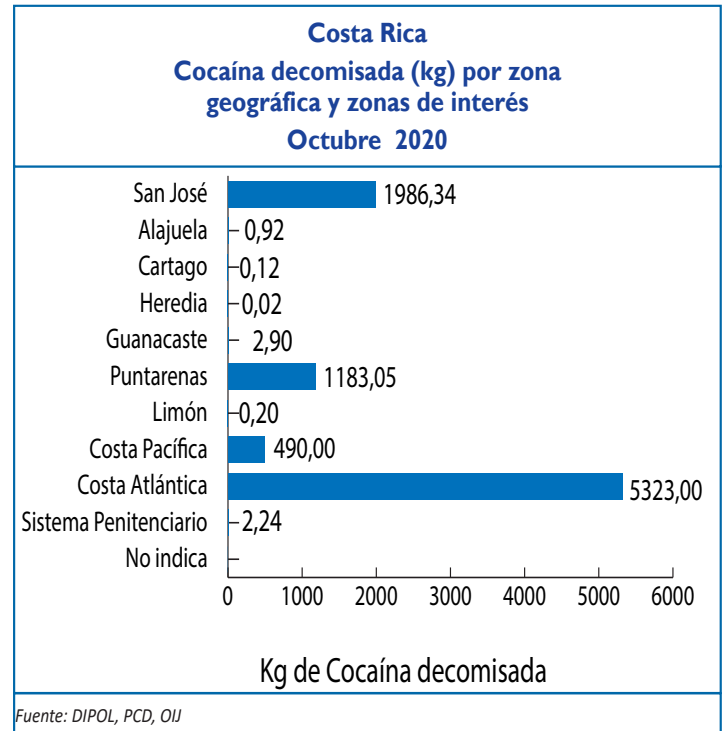 Costa Rica
Cocaína decomisada (kg) por zona
geográfica y zonas de interés
Octubre 2020
San José 1986,34
Alajuela 0,92
Cartago 0,12
Heredia 0,02
Guanacaste 2,90
Puntarenas 1183,05
Limón 0,20
Costa Pacífica 490,00
Costa Atlántica 5323,00
Sistema Penitenciario 2,24
No indica
0 1000 2000 3000 4000 5000 6000
Kg de Cocaína decomisada
Fuente: DIPOL, PCD, OIJ